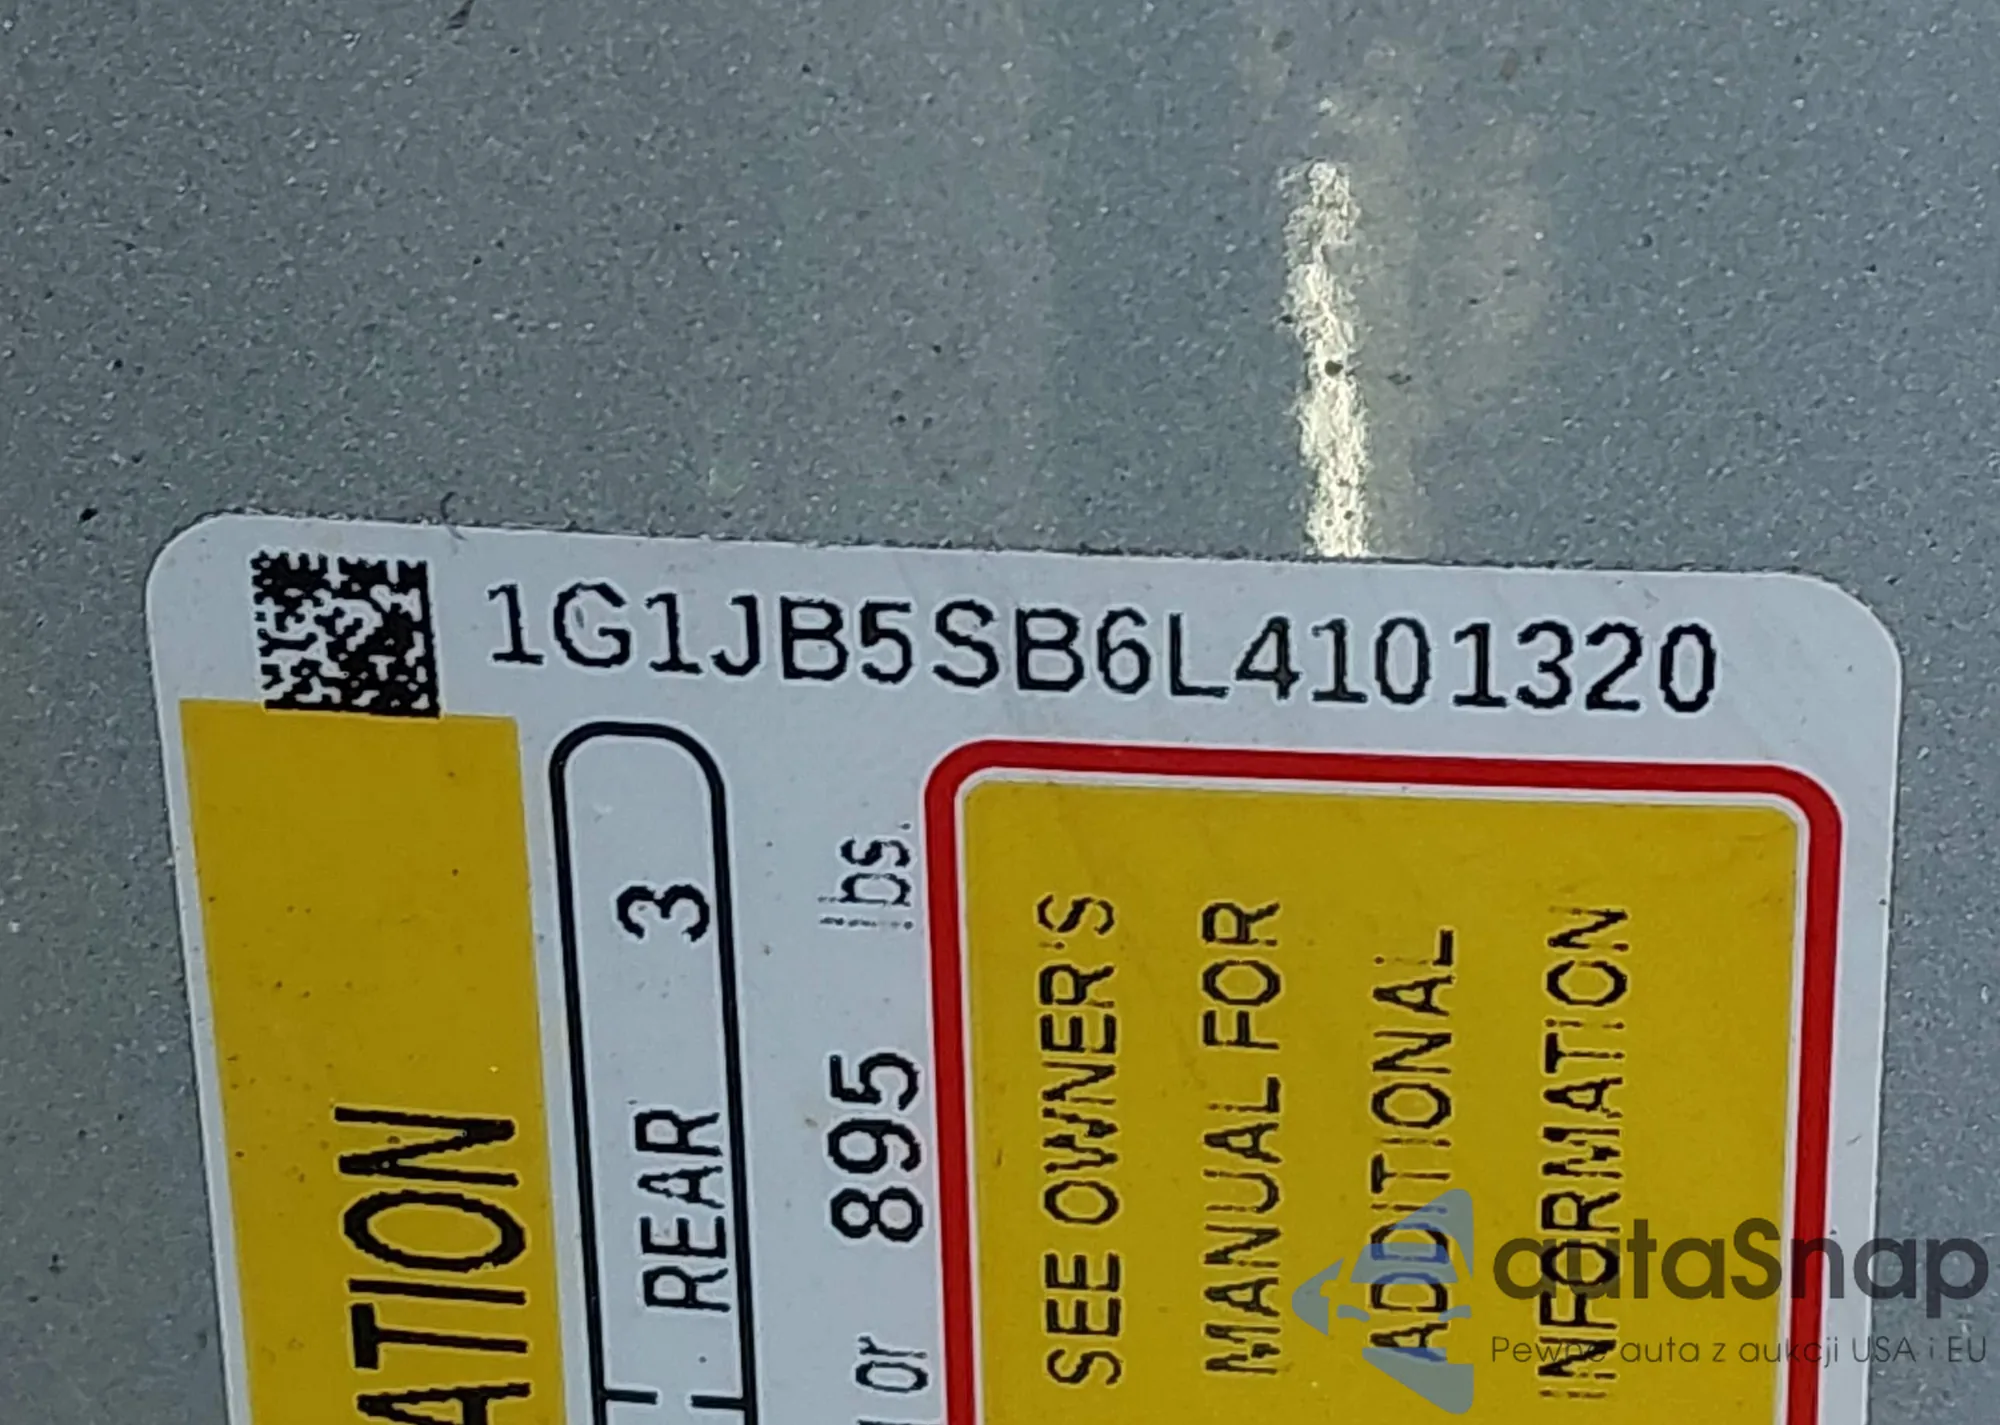 1G1JB5SB6L4101320
ATION
REAR 3
or 895 lbs.
SEE OWNER'S
MANUAL FOR
ADDITIONAL
INFORMATION
autaSnap
Pewne auta z aukcji USA i EU